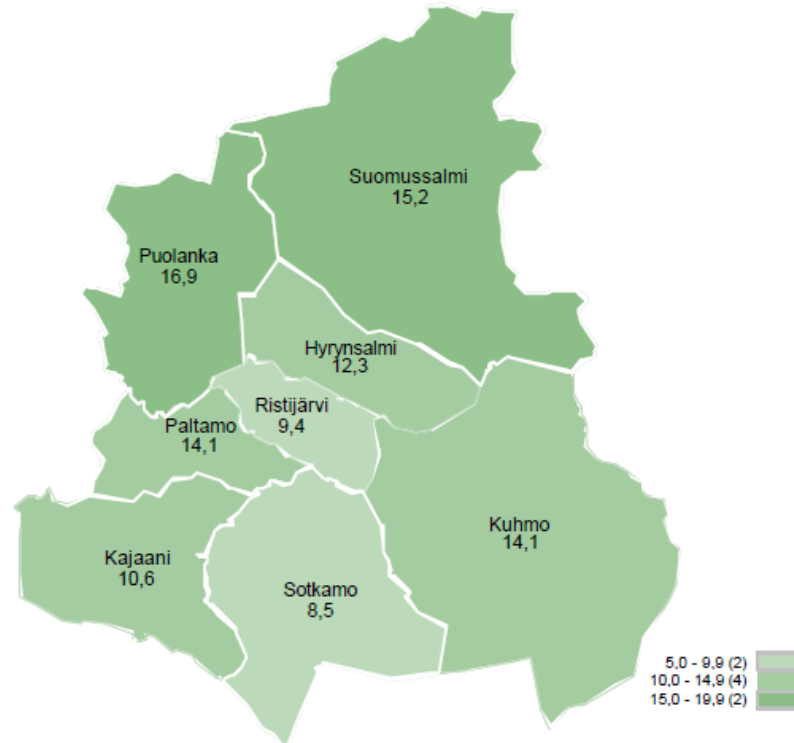 Suomussalmi
15,2
Puolanka
16,9
Hyrynsalmi
12,3
Ristijärvi
9,4
Paltamo
14,1
Kuhmo
14,1
Kajaani
10,6
Sotkamo
8,5
5,0 - 9,9 (2)
10,0 - 14,9 (4)
15,0 - 19,9 (2)